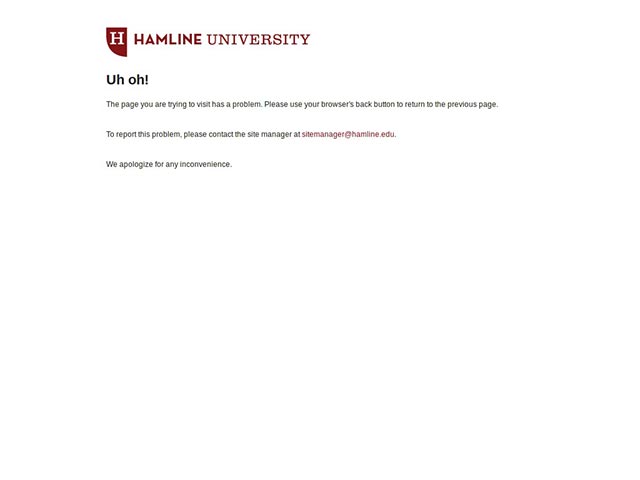 H HAMLINE UNIVERSITY
Uh oh!
The page you are trying to visit has a problem. Please use your browser's back button to return to the previous page.
To report this problem, please contact the site manager at sitemanager@hamline.edu.
We apologize for any inconvenience.